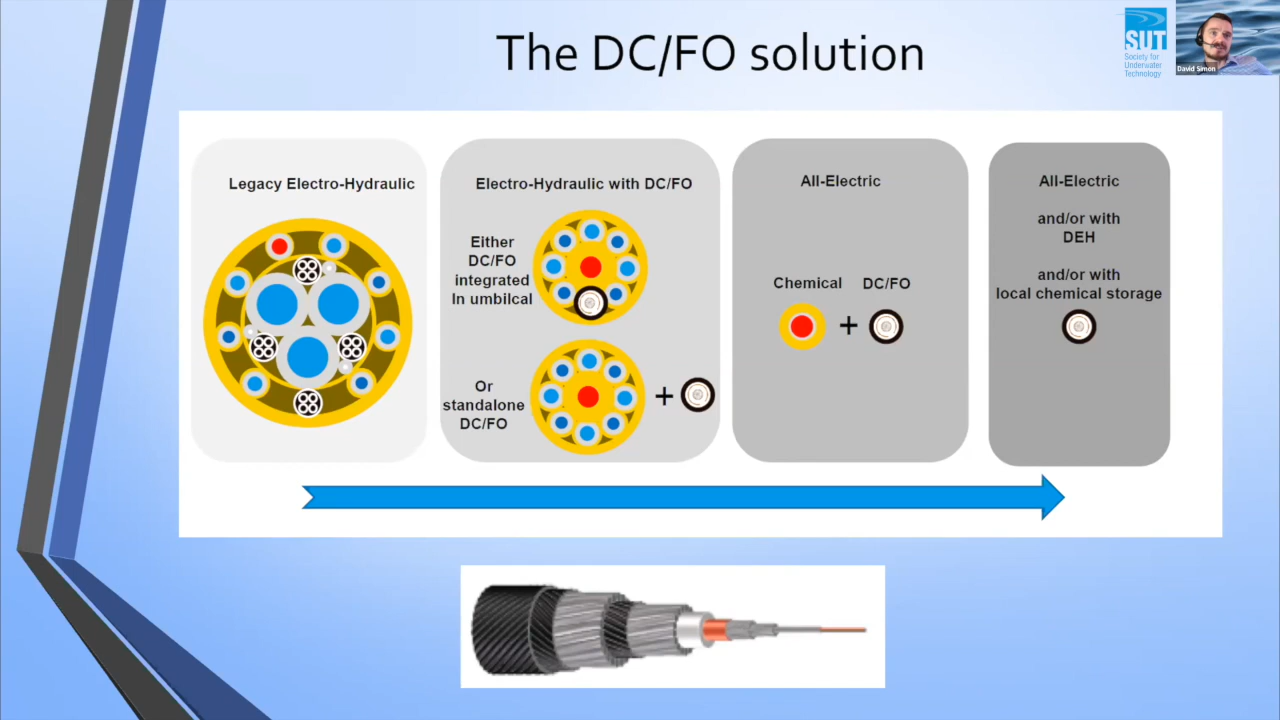 The DC/FO solution
SUT
Society for
Underwater
Technology
David Simon
Legacy Electro-Hydraulic
Electro-Hydraulic with DC/FO
Either
DC/FO
integrated
In umbilcal
Or
standalone
DC/FO
+
All-Electric
Chemical
DC/FO
+
All-Electric
and/or with
DEH
and/or with
local chemical storage